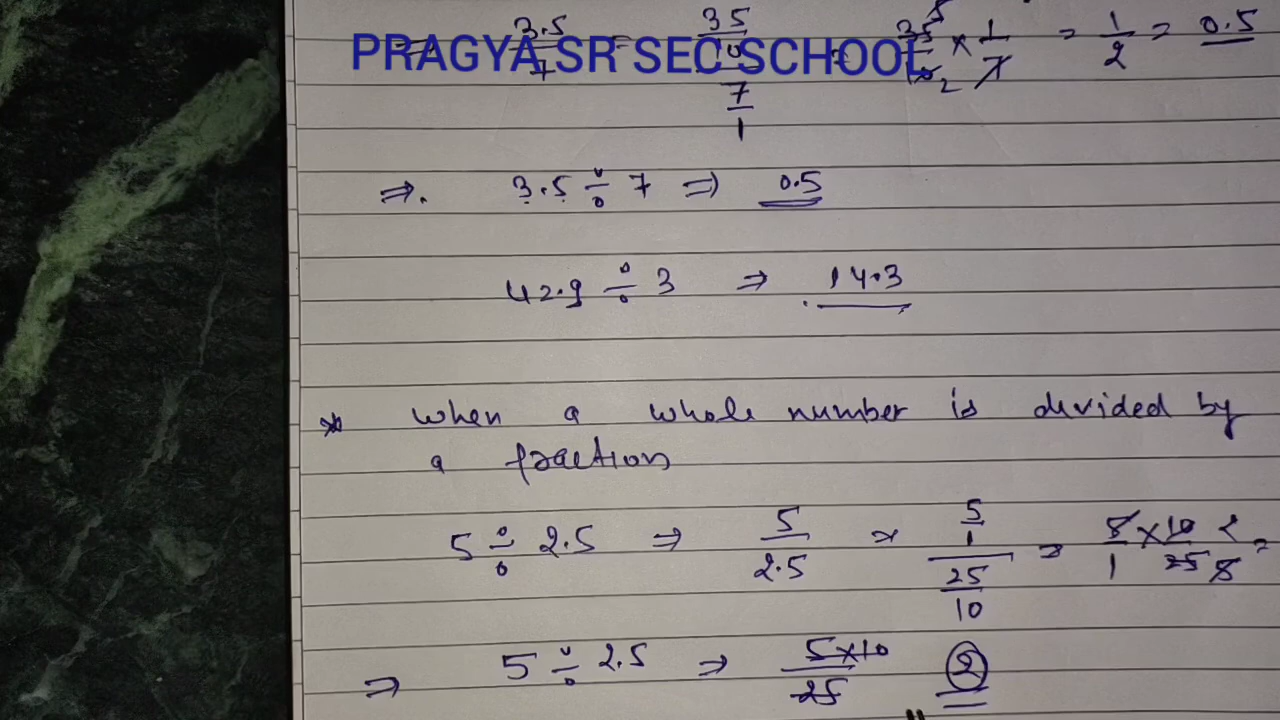 PRAGYA SR SEC SCHOOL
⇒ 3.5/7 = 35/10 / 7/1 = 35/10 × 1/7 = 1/2 = 0.5
⇒. 3.5 ÷ 7 ⇒ 0.5
42.9 ÷ 3 ⇒ 14.3
* when a whole number is divided by
a fraction
5 ÷ 2.5 ⇒ 5/2.5 ⇒ 5/1 / 25/10 = 5/1 × 10/25 =
⇒ 5 ÷ 2.5 ⇒ 5×10/25 2